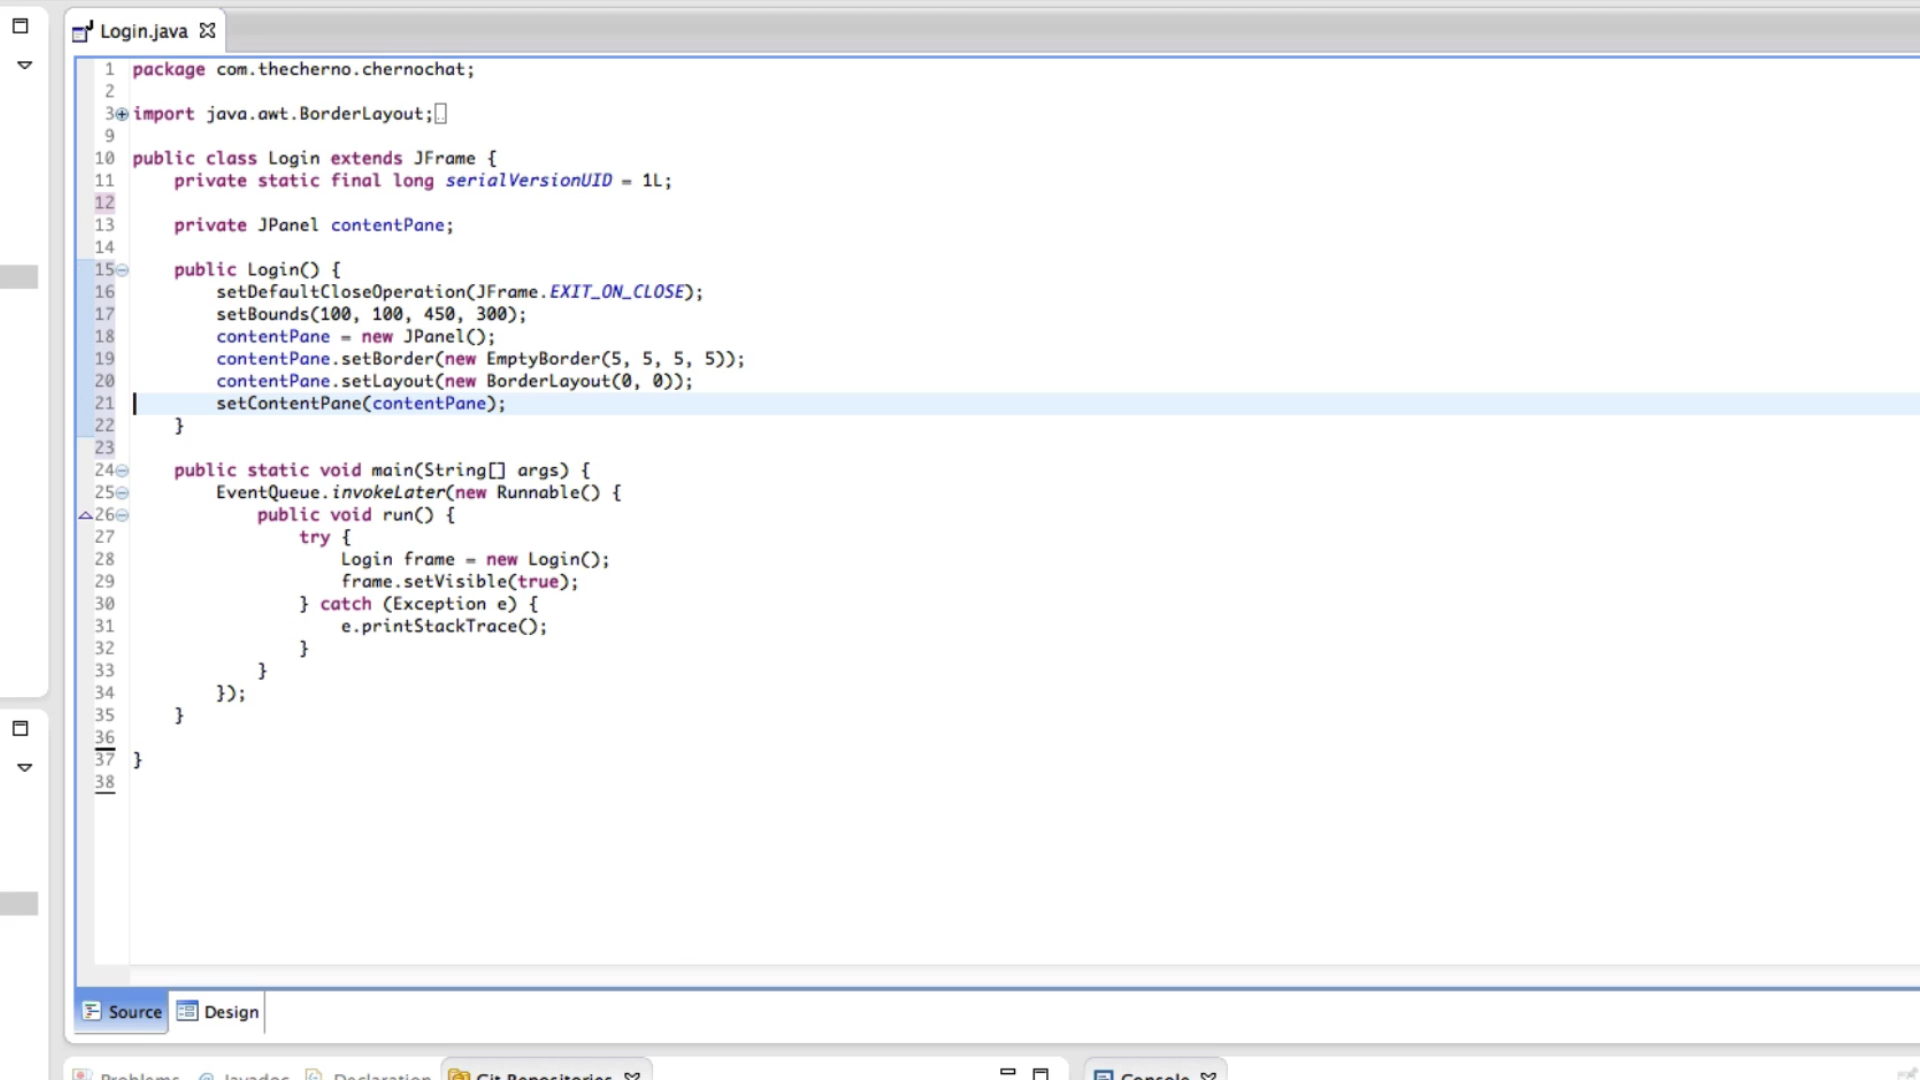 Login.java
1 package com.thecherno.chernochat;
2
3 import java.awt.BorderLayout;
9
10 public class Login extends JFrame {
11     private static final long serialVersionUID = 1L;
12
13     private JPanel contentPane;
14
15     public Login() {
16         setDefaultCloseOperation(JFrame.EXIT_ON_CLOSE);
17         setBounds(100, 100, 450, 300);
18         contentPane = new JPanel();
19         contentPane.setBorder(new EmptyBorder(5, 5, 5, 5));
20         contentPane.setLayout(new BorderLayout(0, 0));
21         setContentPane(contentPane);
22     }
23
24     public static void main(String[] args) {
25         EventQueue.invokeLater(new Runnable() {
26             public void run() {
27                 try {
28                     Login frame = new Login();
29                     frame.setVisible(true);
30                 } catch (Exception e) {
31                     e.printStackTrace();
32                 }
33             }
34         });
35     }
36
37 }
38
Source Design
Problems Javadoc Declaration Git Repositories Console